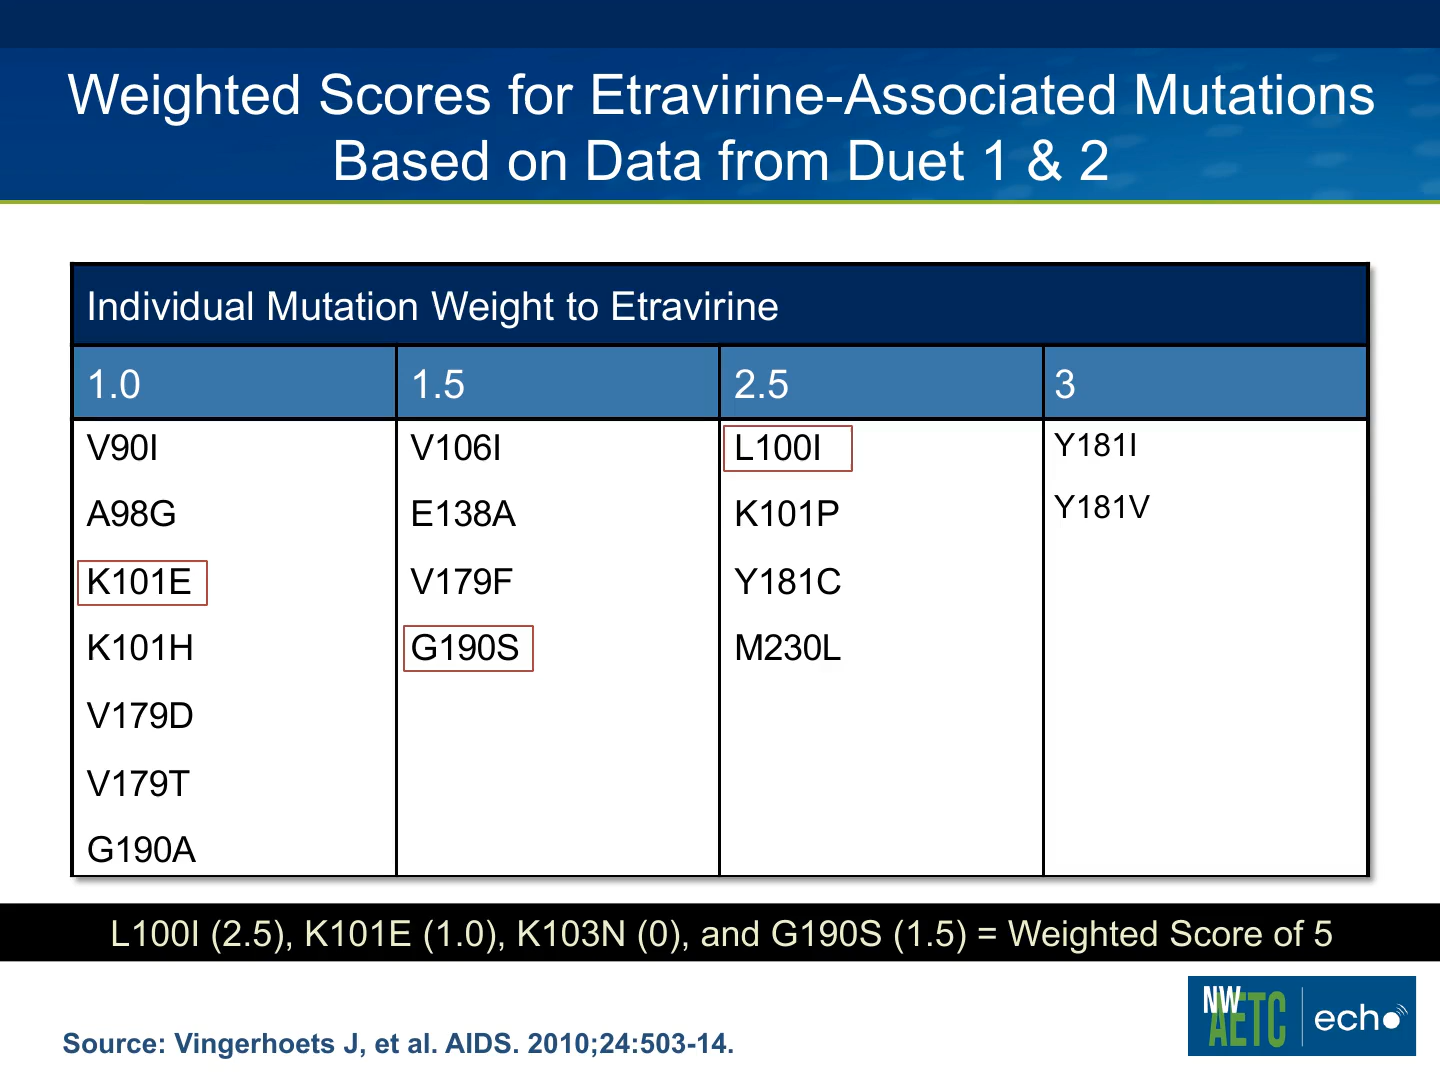 Weighted Scores for Etravirine-Associated Mutations
Based on Data from Duet 1 & 2
Individual Mutation Weight to Etravirine
1.0 1.5 2.5 3
V90I V106I L100I Y181I
A98G E138A K101P Y181V
K101E V179F Y181C
K101H G190S M230L
V179D
V179T
G190A
L100I (2.5), K101E (1.0), K103N (0), and G190S (1.5) = Weighted Score of 5
NW AETC echo
Source: Vingerhoets J, et al. AIDS. 2010;24:503-14.